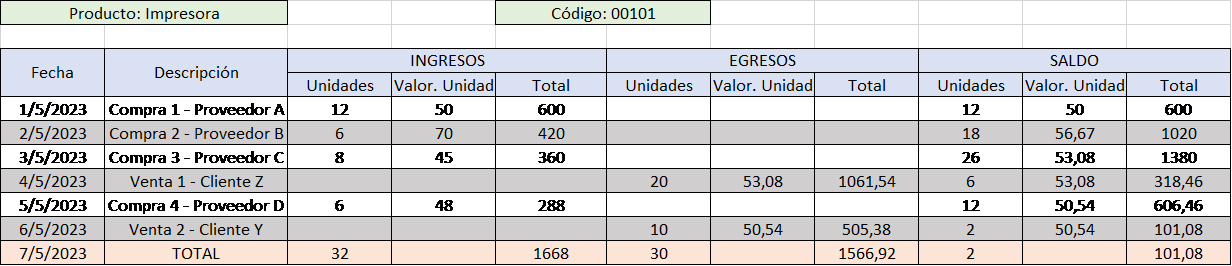 Producto: Impresora Código: 00101
Fecha Descripción INGRESOS EGRESOS SALDO
Unidades Valor. Unidad Total Unidades Valor. Unidad Total Unidades Valor. Unidad Total
1/5/2023 Compra 1 - Proveedor A 12 50 600 12 50 600
2/5/2023 Compra 2 - Proveedor B 6 70 420 18 56,67 1020
3/5/2023 Compra 3 - Proveedor C 8 45 360 26 53,08 1380
4/5/2023 Venta 1 - Cliente Z 20 53,08 1061,54 6 53,08 318,46
5/5/2023 Compra 4 - Proveedor D 6 48 288 12 50,54 606,46
6/5/2023 Venta 2 - Cliente Y 10 50,54 505,38 2 50,54 101,08
7/5/2023 TOTAL 32 1668 30 1566,92 2 101,08